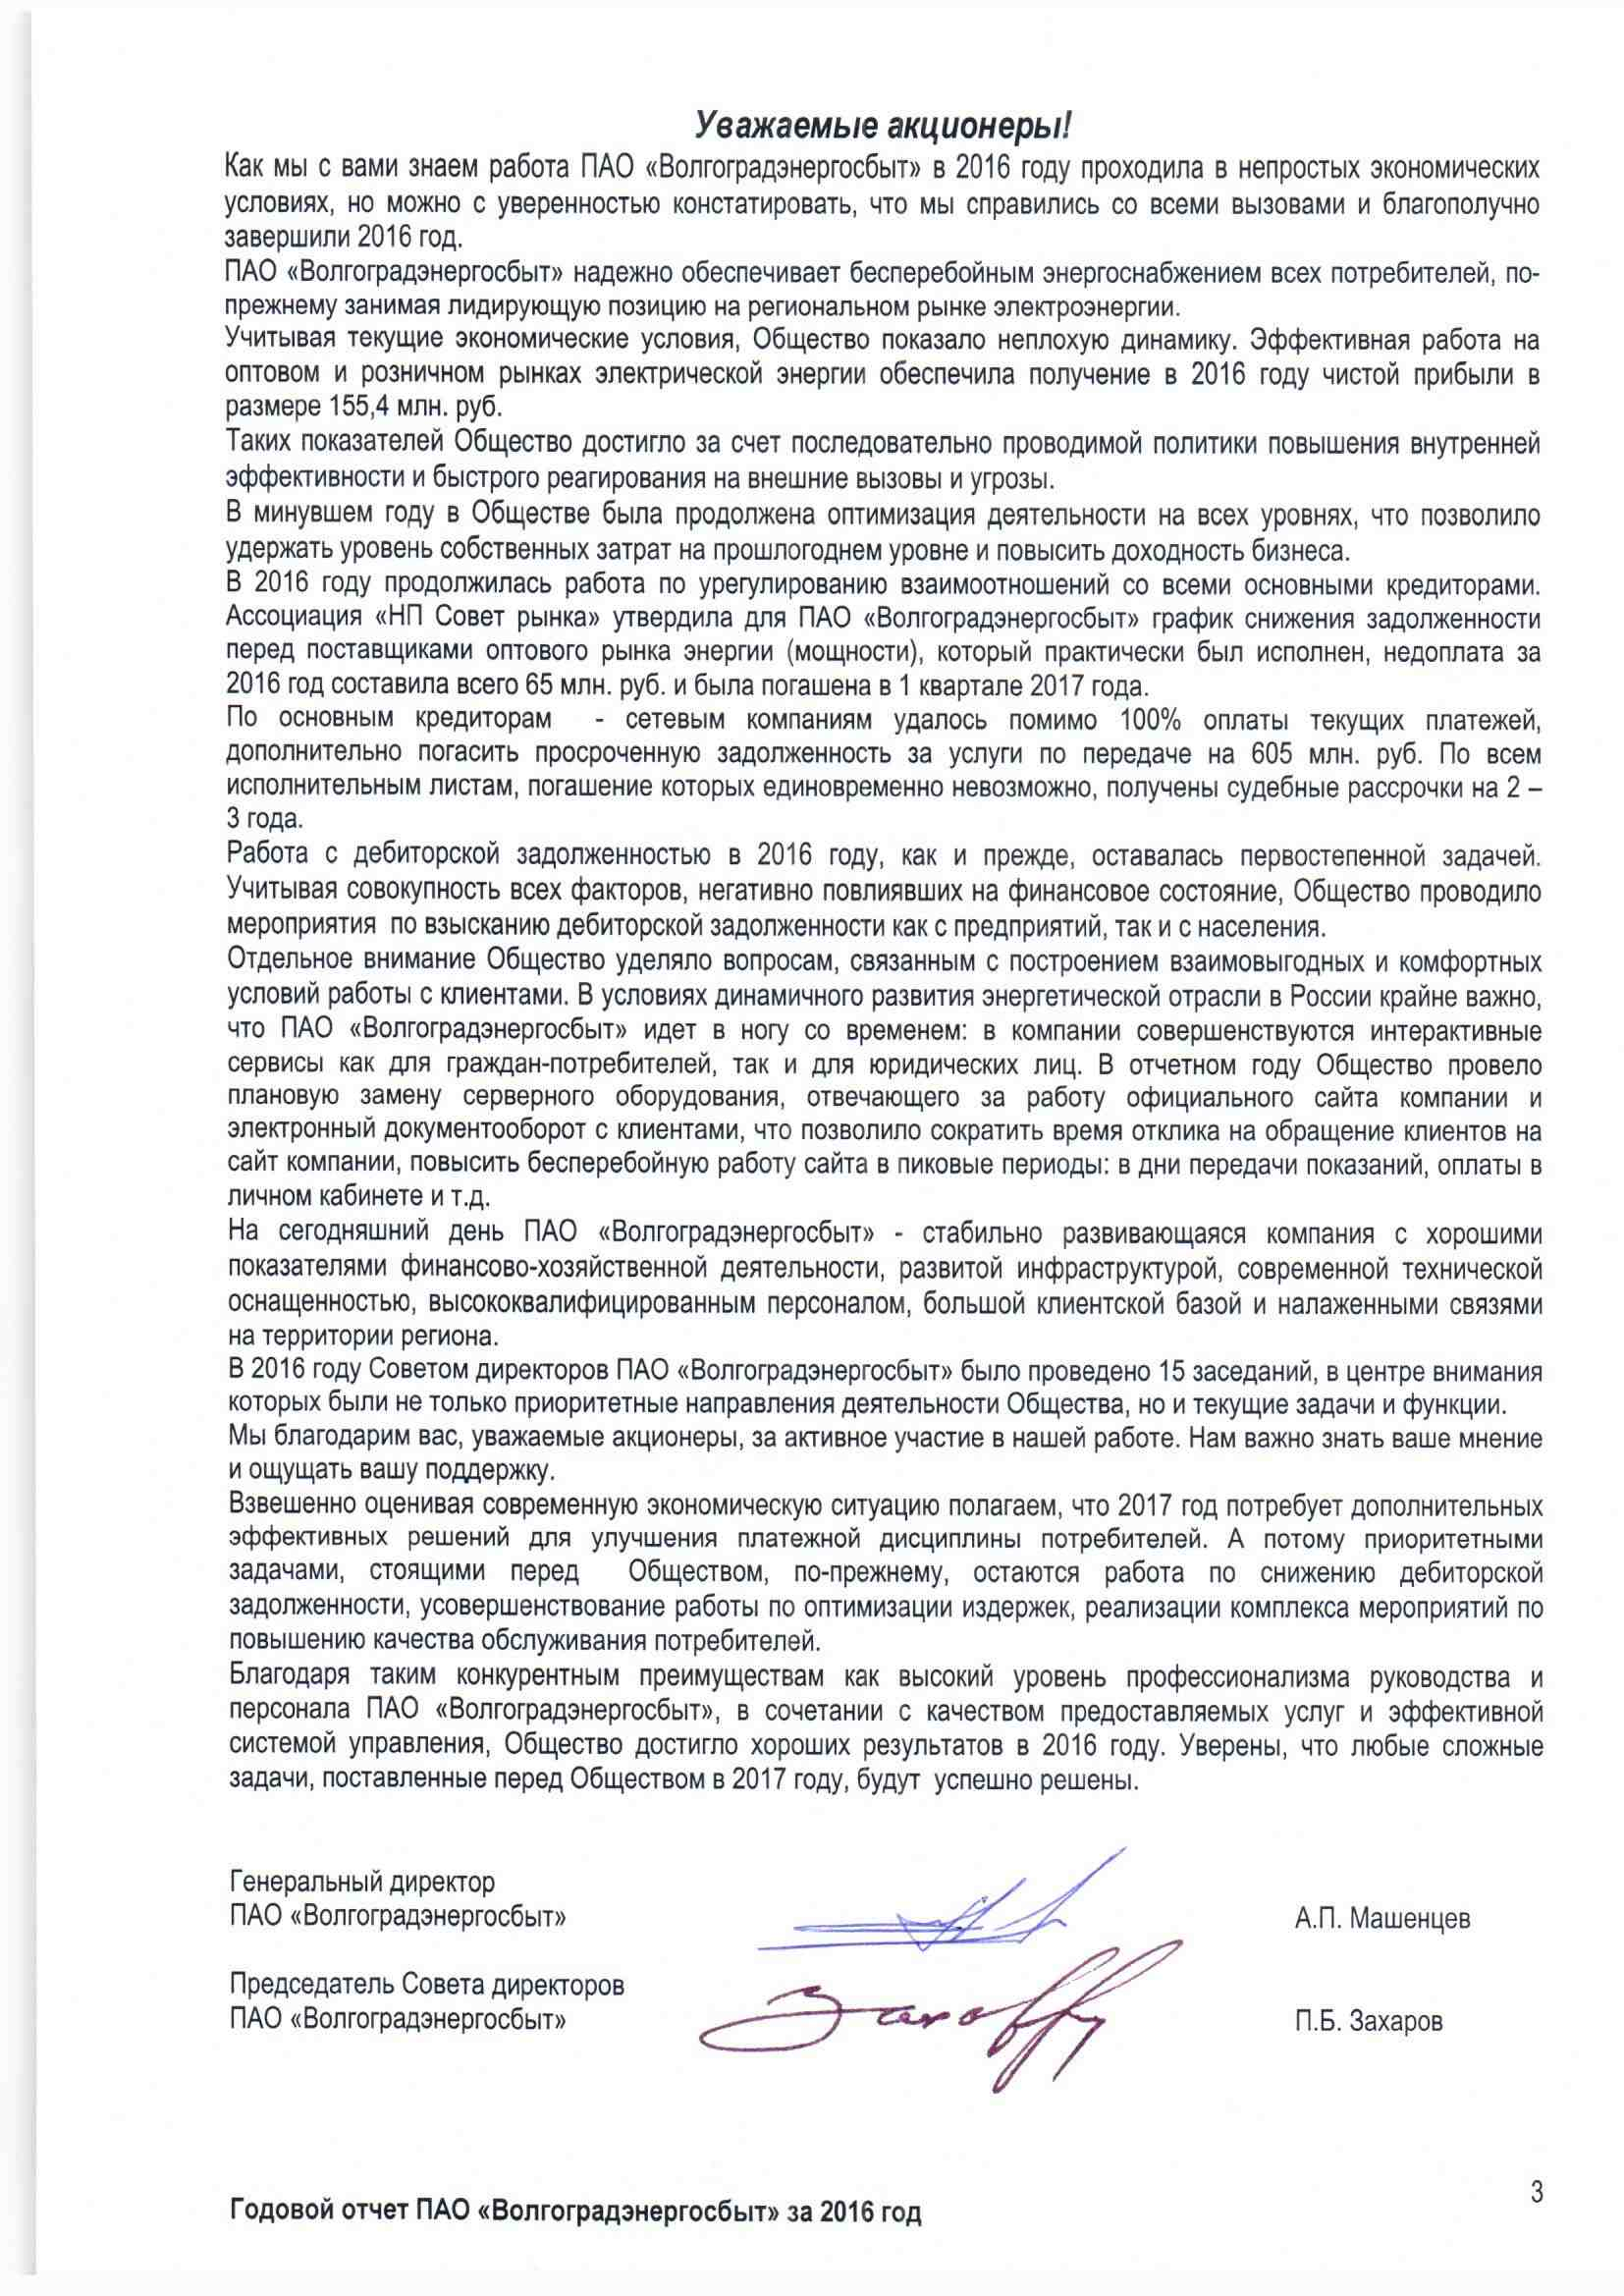 Уважаемые акционеры!
Как мы с вами знаем работа ПАО «Волгоградэнергосбыт» в 2016 году проходила в непростых экономических
условиях, но можно с уверенностью констатировать, что мы справились со всеми вызовами и благополучно
завершили 2016 год.
ПАО «Волгоградэнергосбыт» надежно обеспечивает бесперебойным энергоснабжением всех потребителей, по-
прежнему занимая лидирующую позицию на региональном рынке электроэнергии.
Учитывая текущие экономические условия, Общество показало неплохую динамику. Эффективная работа на
оптовом и розничном рынках электрической энергии обеспечила получение в 2016 году чистой прибыли в
размере 155,4 млн. руб.
Таких показателей Общество достигло за счет последовательно проводимой политики повышения внутренней
эффективности и быстрого реагирования на внешние вызовы и угрозы.
В минувшем году в Обществе была продолжена оптимизация деятельности на всех уровнях, что позволило
удержать уровень собственных затрат на прошлогоднем уровне и повысить доходность бизнеса.
В 2016 году продолжилась работа по урегулированию взаимоотношений со всеми основными кредиторами.
Ассоциация «НП Совет рынка» утвердила для ПАО «Волгоградэнергосбыт» график снижения задолженности
перед поставщиками оптового рынка энергии (мощности), который практически был исполнен, недоплата за
2016 год составила всего 65 млн. руб. и была погашена в 1 квартале 2017 года.
По основным кредиторам - сетевым компаниям удалось помимо 100% оплаты текущих платежей,
дополнительно погасить просроченную задолженность за услуги по передаче на 605 млн. руб. По всем
исполнительным листам, погашение которых единовременно невозможно, получены судебные рассрочки на 2 –
3 года.
Работа с дебиторской задолженностью в 2016 году, как и прежде, оставалась первостепенной задачей.
Учитывая совокупность всех факторов, негативно повлиявших на финансовое состояние, Общество проводило
мероприятия по взысканию дебиторской задолженности как с предприятий, так и с населения.
Отдельное внимание Общество уделяло вопросам, связанным с построением взаимовыгодных и комфортных
условий работы с клиентами. В условиях динамичного развития энергетической отрасли в России крайне важно,
что ПАО «Волгоградэнергосбыт» идет в ногу со временем: в компании совершенствуются интерактивные
сервисы как для граждан-потребителей, так и для юридических лиц. В отчетном году Общество провело
плановую замену серверного оборудования, отвечающего за работу официального сайта компании и
электронный документооборот с клиентами, что позволило сократить время отклика на обращение клиентов на
сайт компании, повысить бесперебойную работу сайта в пиковые периоды: в дни передачи показаний, оплаты в
личном кабинете и т.д.
На сегодняшний день ПАО «Волгоградэнергосбыт» - стабильно развивающаяся компания с хорошими
показателями финансово-хозяйственной деятельности, развитой инфраструктурой, современной технической
оснащенностью, высококвалифицированным персоналом, большой клиентской базой и налаженными связями
на территории региона.
В 2016 году Советом директоров ПАО «Волгоградэнергосбыт» было проведено 15 заседаний, в центре внимания
которых были не только приоритетные направления деятельности Общества, но и текущие задачи и функции.
Мы благодарим вас, уважаемые акционеры, за активное участие в нашей работе. Нам важно знать ваше мнение
и ощущать вашу поддержку.
Взвешенно оценивая современную экономическую ситуацию полагаем, что 2017 год потребует дополнительных
эффективных решений для улучшения платежной дисциплины потребителей. А потому приоритетными
задачами, стоящими перед Обществом, по-прежнему, остаются работа по снижению дебиторской
задолженности, усовершенствование работы по оптимизации издержек, реализации комплекса мероприятий по
повышению качества обслуживания потребителей.
Благодаря таким конкурентным преимуществам как высокий уровень профессионализма руководства и
персонала ПАО «Волгоградэнергосбыт», в сочетании с качеством предоставляемых услуг и эффективной
системой управления, Общество достигло хороших результатов в 2016 году. Уверены, что любые сложные
задачи, поставленные перед Обществом в 2017 году, будут успешно решены.
Генеральный директор
ПАО «Волгоградэнергосбыт» А.П. Машенцев
Председатель Совета директоров
ПАО «Волгоградэнергосбыт» П.Б. Захаров
3
Годовой отчет ПАО «Волгоградэнергосбыт» за 2016 год